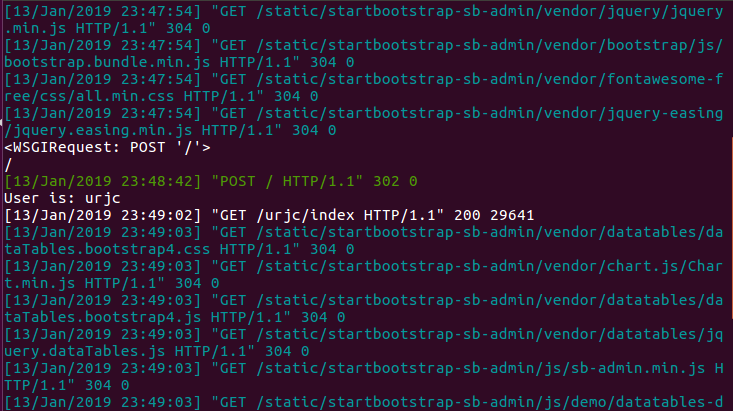 [13/Jan/2019 23:47:54] "GET /static/startbootstrap-sb-admin/vendor/jquery/jquery
.min.js HTTP/1.1" 304 0
[13/Jan/2019 23:47:54] "GET /static/startbootstrap-sb-admin/vendor/bootstrap/js/
bootstrap.bundle.min.js HTTP/1.1" 304 0
[13/Jan/2019 23:47:54] "GET /static/startbootstrap-sb-admin/vendor/fontawesome-f
ree/css/all.min.css HTTP/1.1" 304 0
[13/Jan/2019 23:47:54] "GET /static/startbootstrap-sb-admin/vendor/jquery-easing
/jquery.easing.min.js HTTP/1.1" 304 0
<WSGIRequest: POST '/'>
/
[13/Jan/2019 23:48:42] "POST / HTTP/1.1" 302 0
User is: urjc
[13/Jan/2019 23:49:02] "GET /urjc/index HTTP/1.1" 200 29641
[13/Jan/2019 23:49:03] "GET /static/startbootstrap-sb-admin/vendor/datatables/da
taTables.bootstrap4.css HTTP/1.1" 304 0
[13/Jan/2019 23:49:03] "GET /static/startbootstrap-sb-admin/vendor/chart.js/Char
t.min.js HTTP/1.1" 304 0
[13/Jan/2019 23:49:03] "GET /static/startbootstrap-sb-admin/vendor/datatables/da
taTables.bootstrap4.js HTTP/1.1" 304 0
[13/Jan/2019 23:49:03] "GET /static/startbootstrap-sb-admin/vendor/datatables/jq
uery.dataTables.js HTTP/1.1" 304 0
[13/Jan/2019 23:49:03] "GET /static/startbootstrap-sb-admin/js/sb-admin.min.js H
TTP/1.1" 304 0
[13/Jan/2019 23:49:03] "GET /static/startbootstrap-sb-admin/js/demo/datatables-d